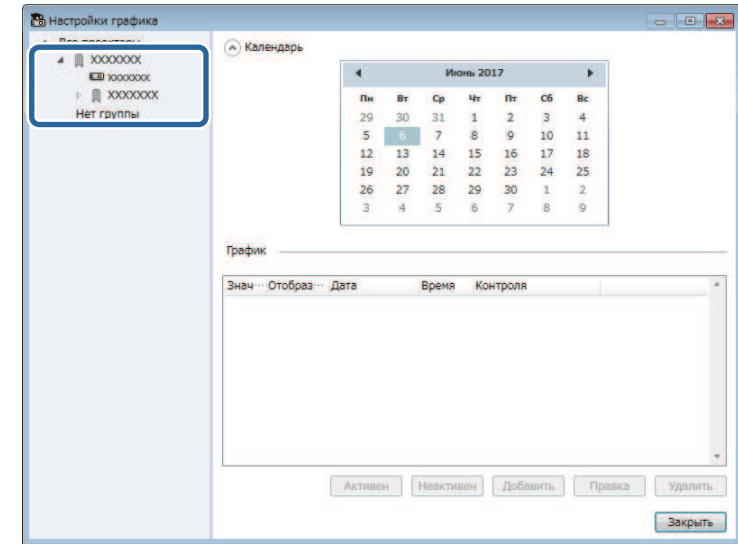 Настройки графика
Все проекторы
XXXXXXX
XXXXXXX
XXXXXXX
Нет группы
Календарь
Июнь 2017
Пн Вт Ср Чт Пт Сб Вс
29 30 31 1 2 3 4
5 6 7 8 9 10 11
12 13 14 15 16 17 18
19 20 21 22 23 24 25
26 27 28 29 30 1 2
3 4 5 6 7 8 9
График
Знач··· Отобраз··· Дата Время Контроля
Активен Неактивен Добавить Правка Удалить
Закрыть